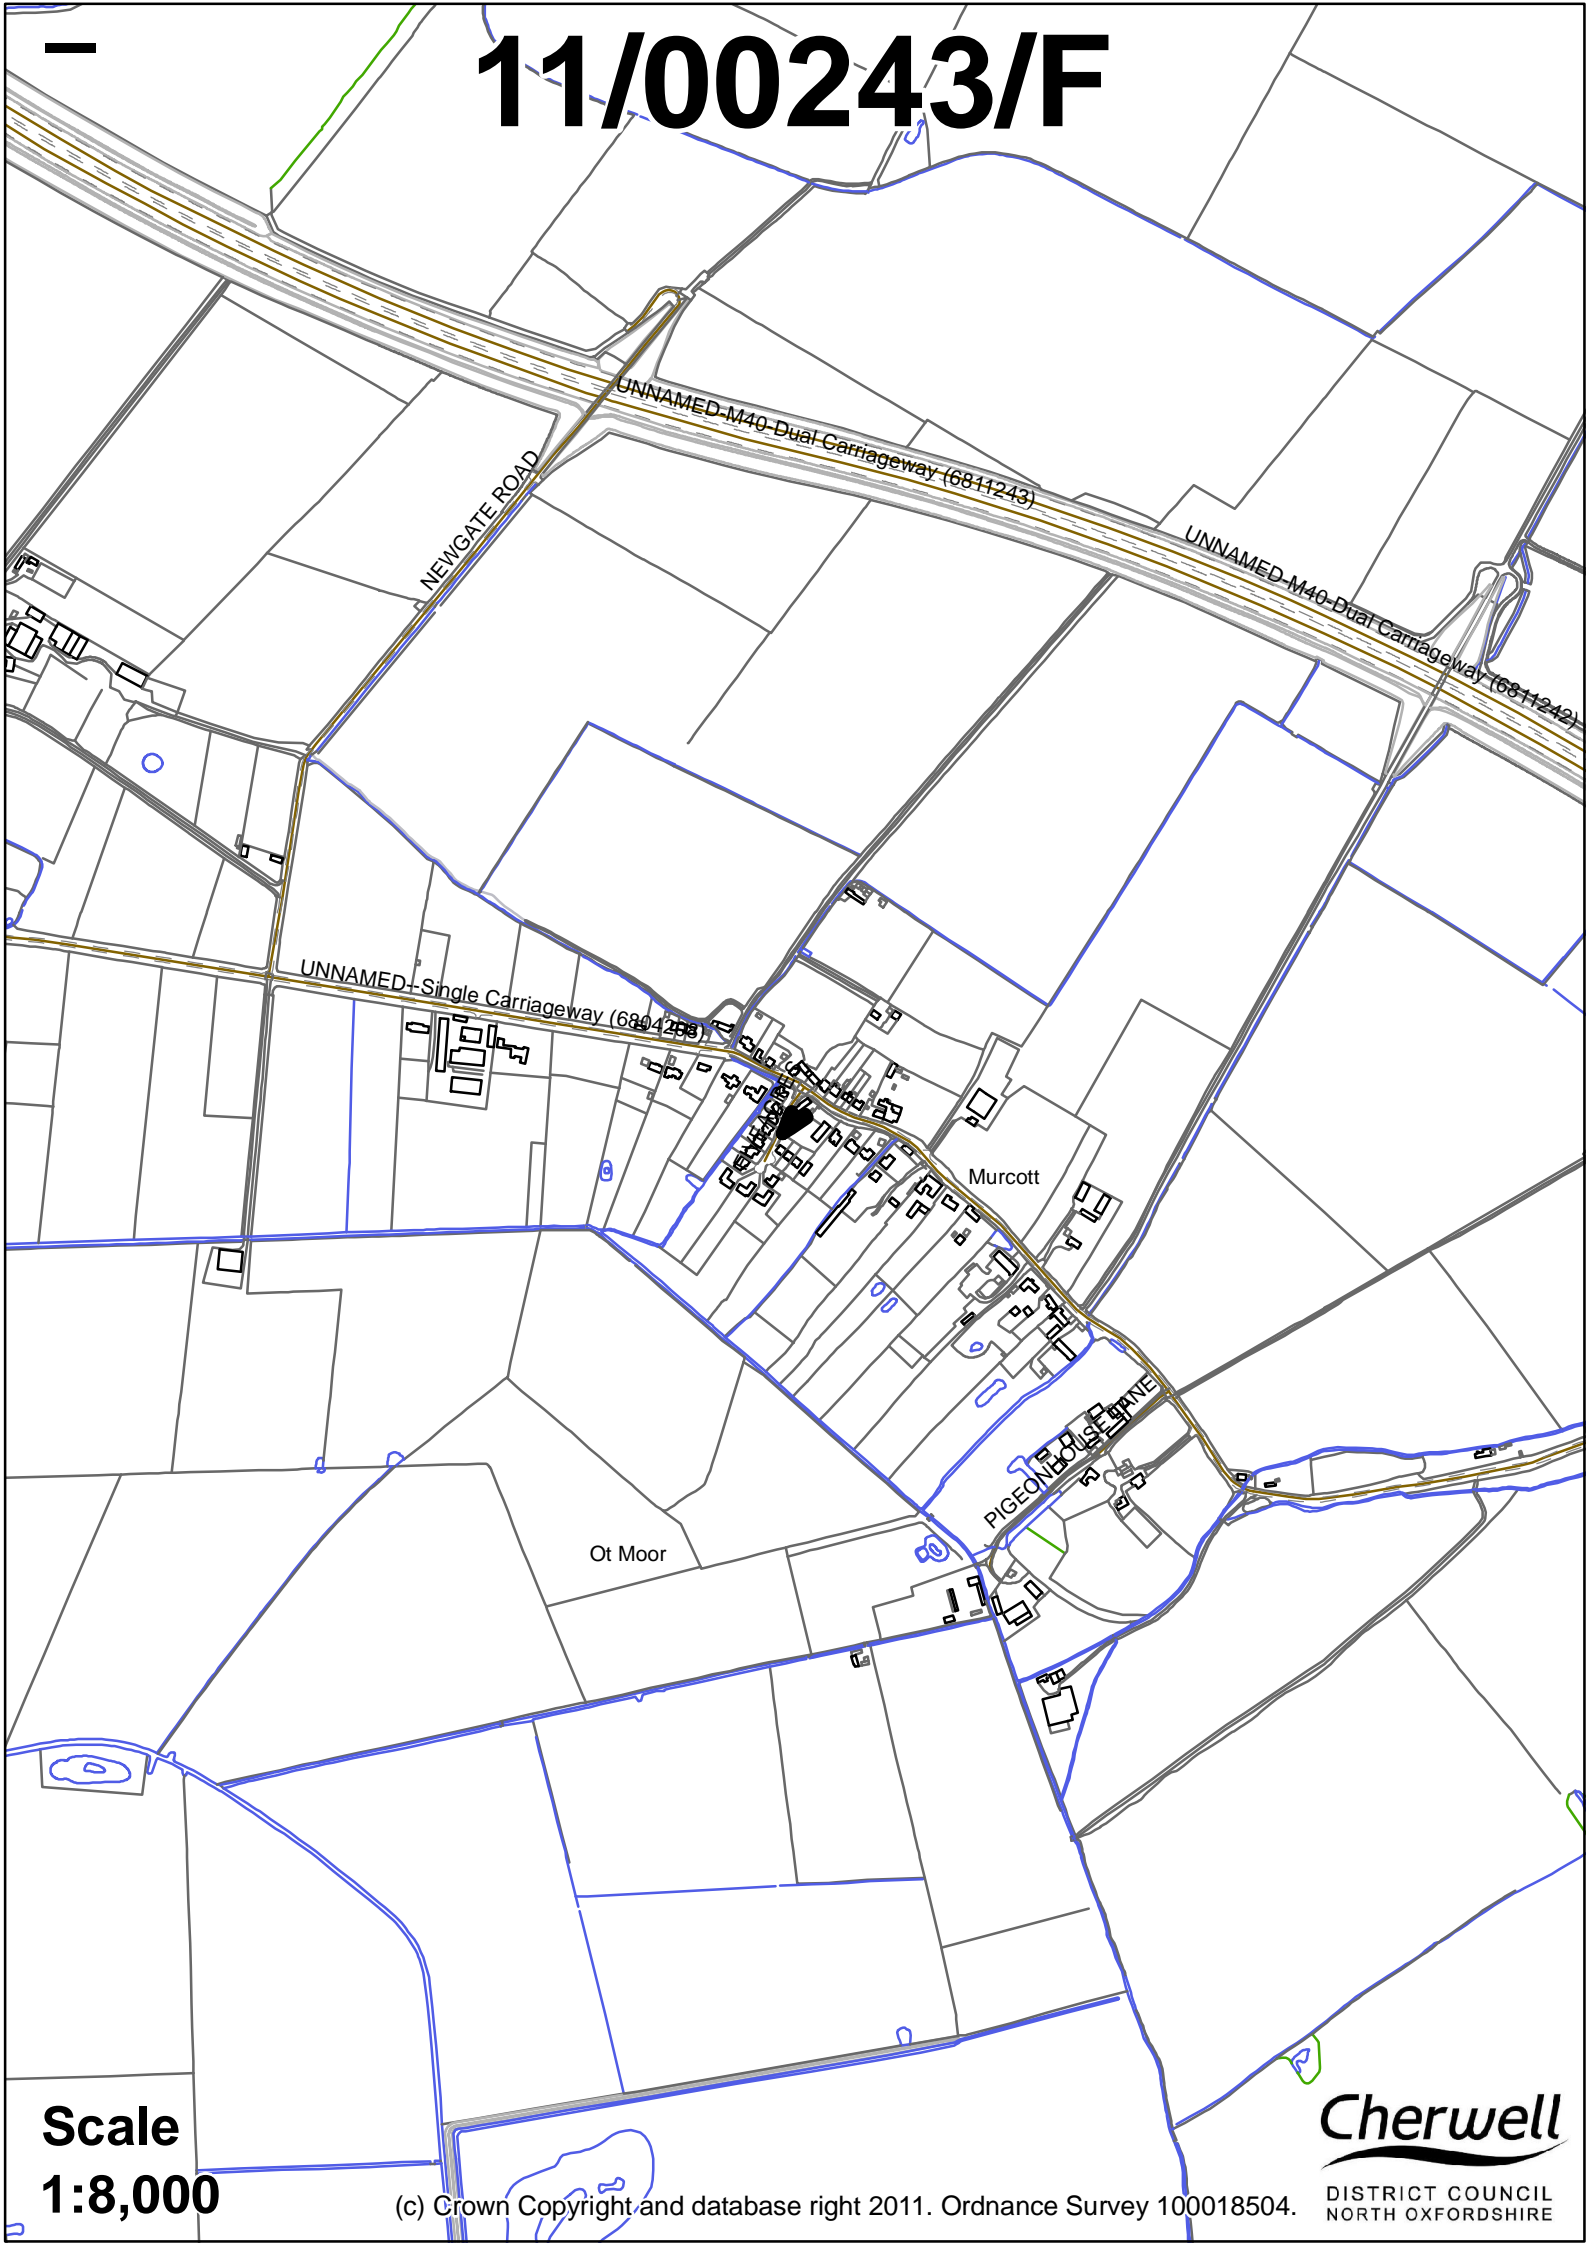 11/00243/F
UNNAMED-M40-Dual Carriageway (6811243)
NEWGATE ROAD
UNNAMED-M40-Dual Carriageway (6811242)
UNNAMED--Single Carriageway
Murcott
PIGEONHOUSE LANE
Ot Moor
Scale
1:8,000
(c) Crown Copyright and database right 2011. Ordnance Survey 100018504.
Cherwell
DISTRICT COUNCIL
NORTH OXFORDSHIRE